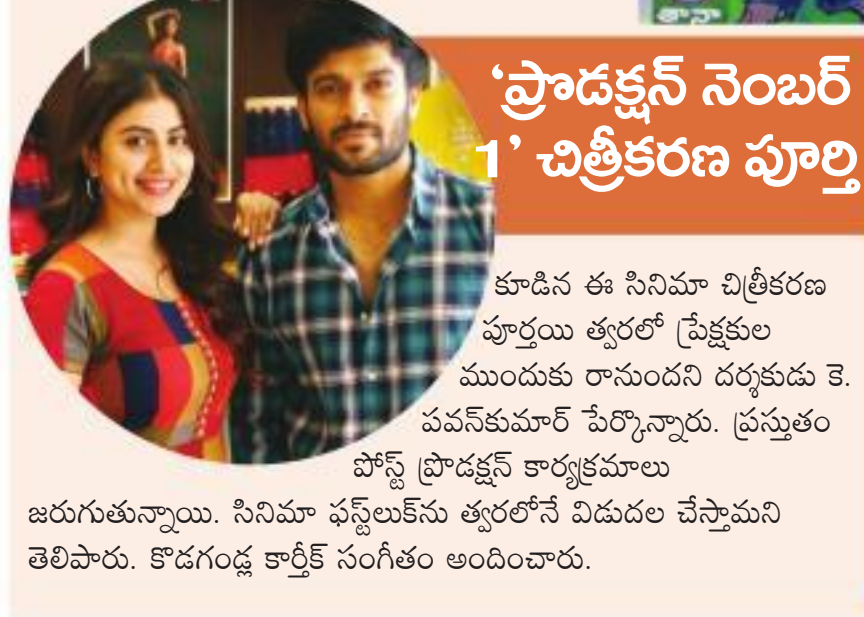 తానా
‘ప్రొడక్షన్ నెంబర్
1’ చిత్రీకరణ పూర్తి
కూడిన ఈ సినిమా చిత్రీకరణ
పూర్తయి త్వరలో ప్రేక్షకుల
ముందుకు రానుందని దర్శకుడు కె.
పవన్‌కుమార్ పేర్కొన్నారు. ప్రస్తుతం
పోస్ట్ ప్రొడక్షన్ కార్యక్రమాలు
జరుగుతున్నాయి. సినిమా ఫస్ట్‌లుక్‌ను త్వరలోనే విడుదల చేస్తామని
తెలిపారు. కొడగండ్ల కార్తీక్ సంగీతం అందించారు.